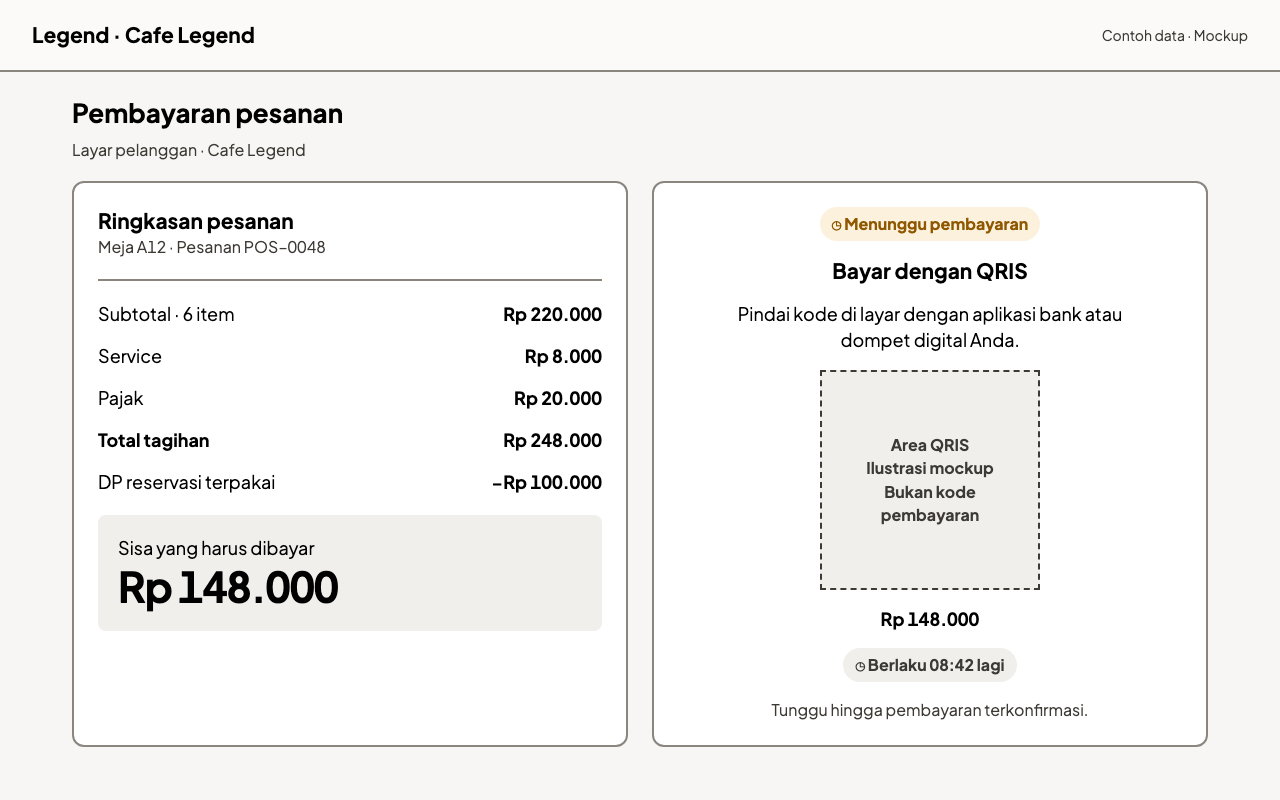 Legend · Cafe Legend
Contoh data · Mockup
Pembayaran pesanan
Layar pelanggan · Cafe Legend
Ringkasan pesanan
Meja A12 · Pesanan POS–0048
Subtotal · 6 item Rp 220.000
Service Rp 8.000
Pajak Rp 20.000
Total tagihan Rp 248.000
DP reservasi terpakai –Rp 100.000
Sisa yang harus dibayar
Rp 148.000
◷ Menunggu pembayaran
Bayar dengan QRIS
Pindai kode di layar dengan aplikasi bank atau
dompet digital Anda.
Area QRIS
Ilustrasi mockup
Bukan kode
pembayaran
Rp 148.000
◷ Berlaku 08:42 lagi
Tunggu hingga pembayaran terkonfirmasi.